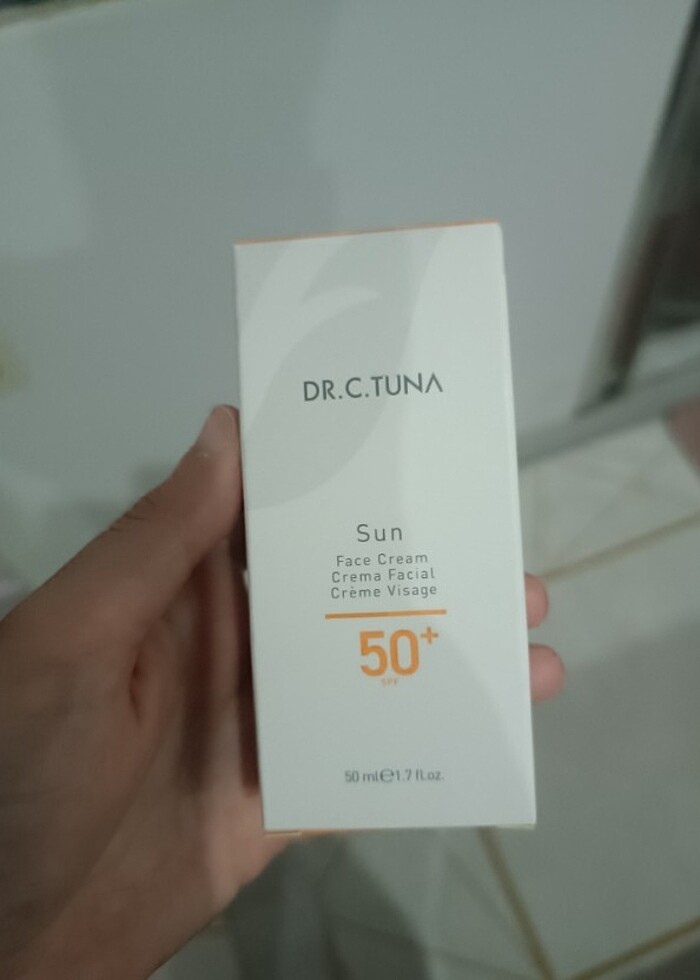 DR.C.TUNA
Sun
Face Cream
Crema Facial
Crème Visage
50+
SPF
50 ml℮1.7 fl.oz.